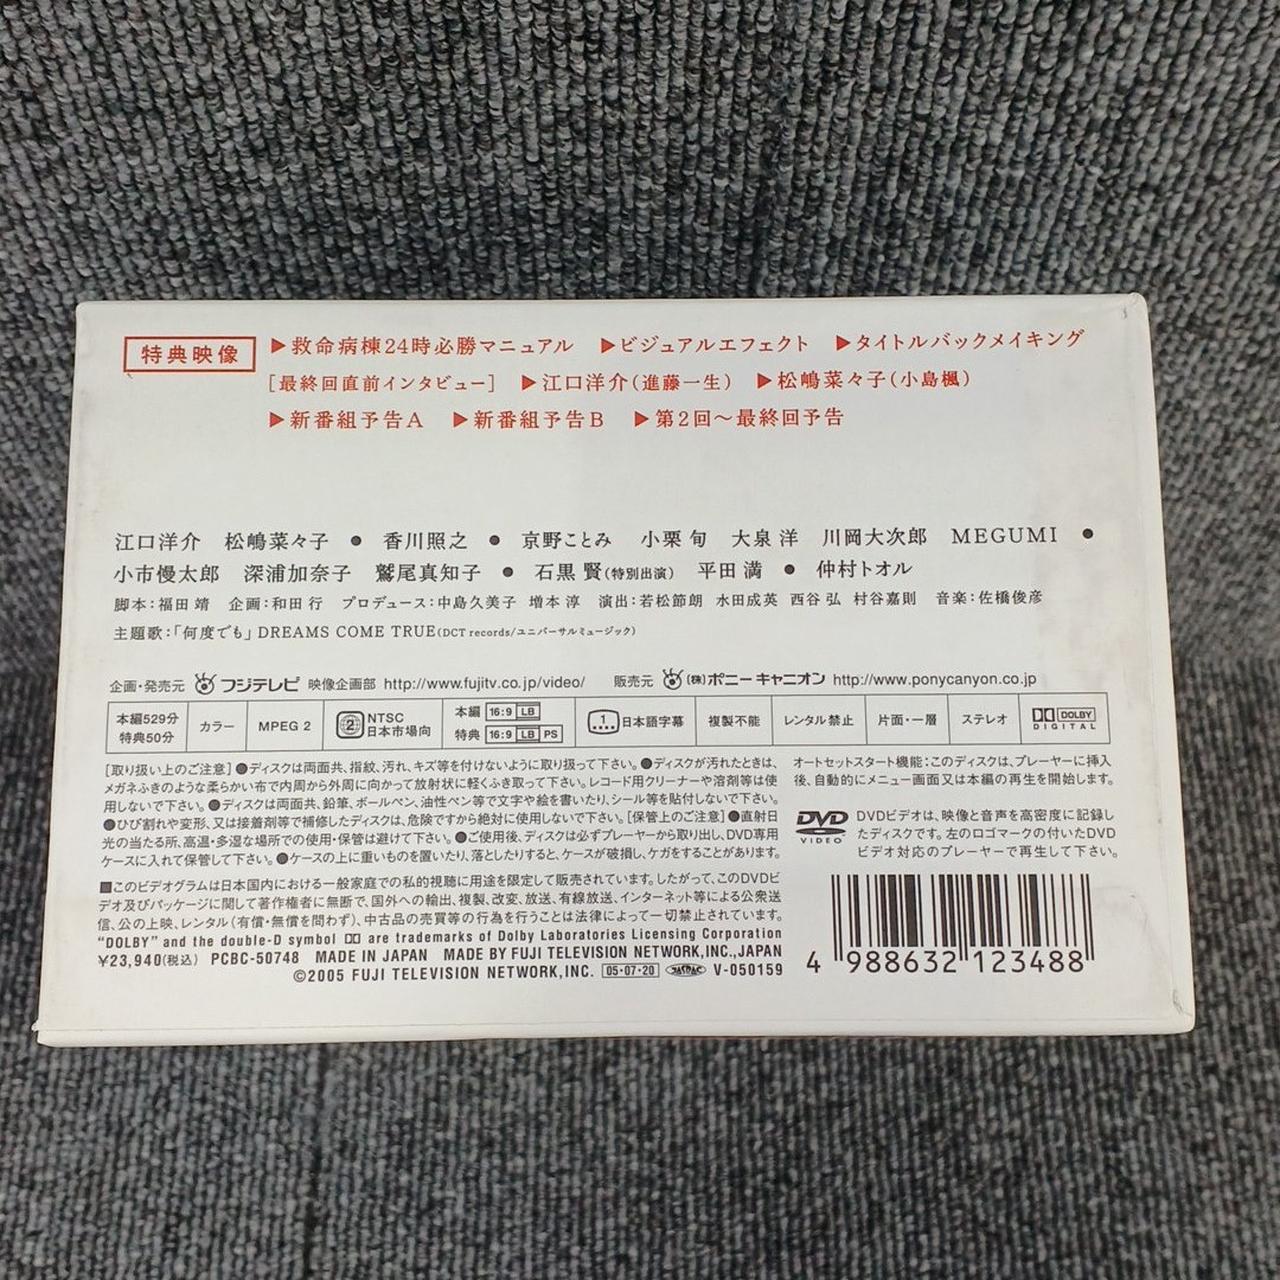 特典映像 ▶救命病棟24時必勝マニュアル ▶ビジュアルエフェクト ▶タイトルバックメイキング
[最終回直前インタビュー] ▶江口洋介(進藤一生) ▶松嶋菜々子(小島楓)
▶新番組予告A ▶新番組予告B ▶第2回〜最終回予告
江口洋介 松嶋菜々子 ● 香川照之 ● 京野ことみ 小栗 旬 大泉 洋 川岡大次郎 MEGUMI ●
小市慢太郎 深浦加奈子 鷲尾真知子 ● 石黒 賢(特別出演) 平田 満 ● 仲村トオル
脚本:福田 靖 企画:和田 行 プロデュース:中島久美子 増本 淳 演出:若松節朗 水田成英 西谷 弘 村谷嘉則 音楽:佐橋俊彦
主題歌:「何度でも」DREAMS COME TRUE(DCT records/ユニバーサルミュージック)
企画・発売元 フジテレビ 映像企画部 http://www.fujitv.co.jp/video/ 販売元 (株)ポニーキャニオン http://www.ponycanyon.co.jp
本編529分 特典50分 カラー MPEG 2 2 NTSC 日本市場向 本編 16:9 LB 特典 16:9 LB PS 1 日本語字幕 複製不能 レンタル禁止 片面・一層 ステレオ DOLBY DIGITAL
[取り扱い上のご注意] ●ディスクは両面共、指紋、汚れ、キズ等を付けないように取り扱って下さい。●ディスクが汚れたときは、
メガネふきのような柔らかい布で内周から外周に向かって放射状に軽くふき取って下さい。レコード用クリーナーや溶剤等は使
用しないで下さい。●ディスクは両面共、鉛筆、ボールペン、油性ペン等で文字や絵を書いたり、シール等を貼付しないで下さい。
●ひび割れや変形、又は接着剤等で補修したディスクは、危険ですから絶対に使用しないで下さい。[保管上のご注意]●直射日
光の当たる所、高温・多湿な場所での使用・保管は避けて下さい。●ご使用後、ディスクは必ずプレーヤーから取り出し、DVD専用
ケースに入れて保管して下さい。●ケースの上に重いものを置いたり、落としたりすると、ケースが破損し、ケガをすることがあります。
■このビデオグラムは日本国内における一般家庭での私的視聴に用途を限定して販売されています。したがって、このDVDビ
デオ及びパッケージに関して著作権者に無断で、国外への輸出、複製、改変、放送、有線放送、インターネット等による公衆送
信、公の上映、レンタル(有償・無償を問わず)、中古品の売買等の行為を行うことは法律によって一切禁止されています。
"DOLBY" and the double-D symbol are trademarks of Dolby Laboratories Licensing Corporation
¥23,940(税込) PCBC-50748 MADE IN JAPAN MADE BY FUJI TELEVISION NETWORK,INC.,JAPAN
©2005 FUJI TELEVISION NETWORK,INC. 05・07・20 JASRAC V-050159
オートセットスタート機能:このディスクは、プレーヤーに挿入
後、自動的にメニュー画面又は本編の再生を開始します。
DVD VIDEO
DVDビデオは、映像と音声を高密度に記録し
たディスクです。左のロゴマークの付いたDVD
ビデオ対応のプレーヤーで再生して下さい。
4 988632 123488